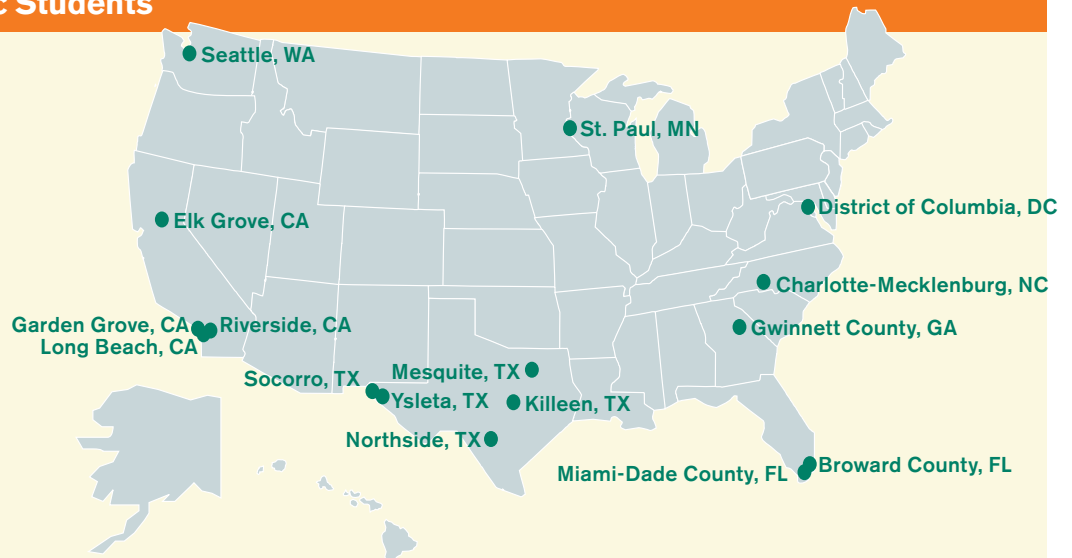 c Students
Seattle, WA
St. Paul, MN
District of Columbia, DC
Elk Grove, CA
Charlotte-Mecklenburg, NC
Garden Grove, CA
Riverside, CA
Long Beach, CA
Gwinnett County, GA
Mesquite, TX
Socorro, TX
Ysleta, TX
Killeen, TX
Northside, TX
Broward County, FL
Miami-Dade County, FL